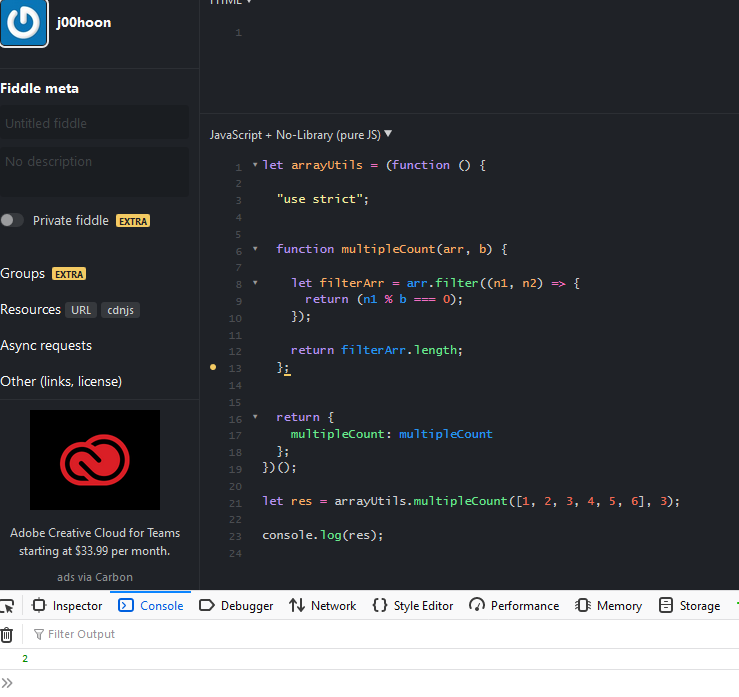 HTML
j00hoon
1
Fiddle meta
Untitled fiddle
No description
Private fiddle EXTRA
Groups EXTRA
Resources URL cdnjs
Async requests
Other (links, license)
Adobe Creative Cloud for Teams
starting at $33.99 per month.
ads via Carbon
JavaScript + No-Library (pure JS) ▼
1 let arrayUtils = (function () {
2
3 "use strict";
4
5
6 function multipleCount(arr, b) {
7
8 let filterArr = arr.filter((n1, n2) => {
9 return (n1 % b === 0);
10 });
11
12 return filterArr.length;
13 };
14
15
16 return {
17 multipleCount: multipleCount
18 };
19 })();
20
21 let res = arrayUtils.multipleCount([1, 2, 3, 4, 5, 6], 3);
22
23 console.log(res);
24
Inspector Console Debugger Network Style Editor Performance Memory Storage
Filter Output
2